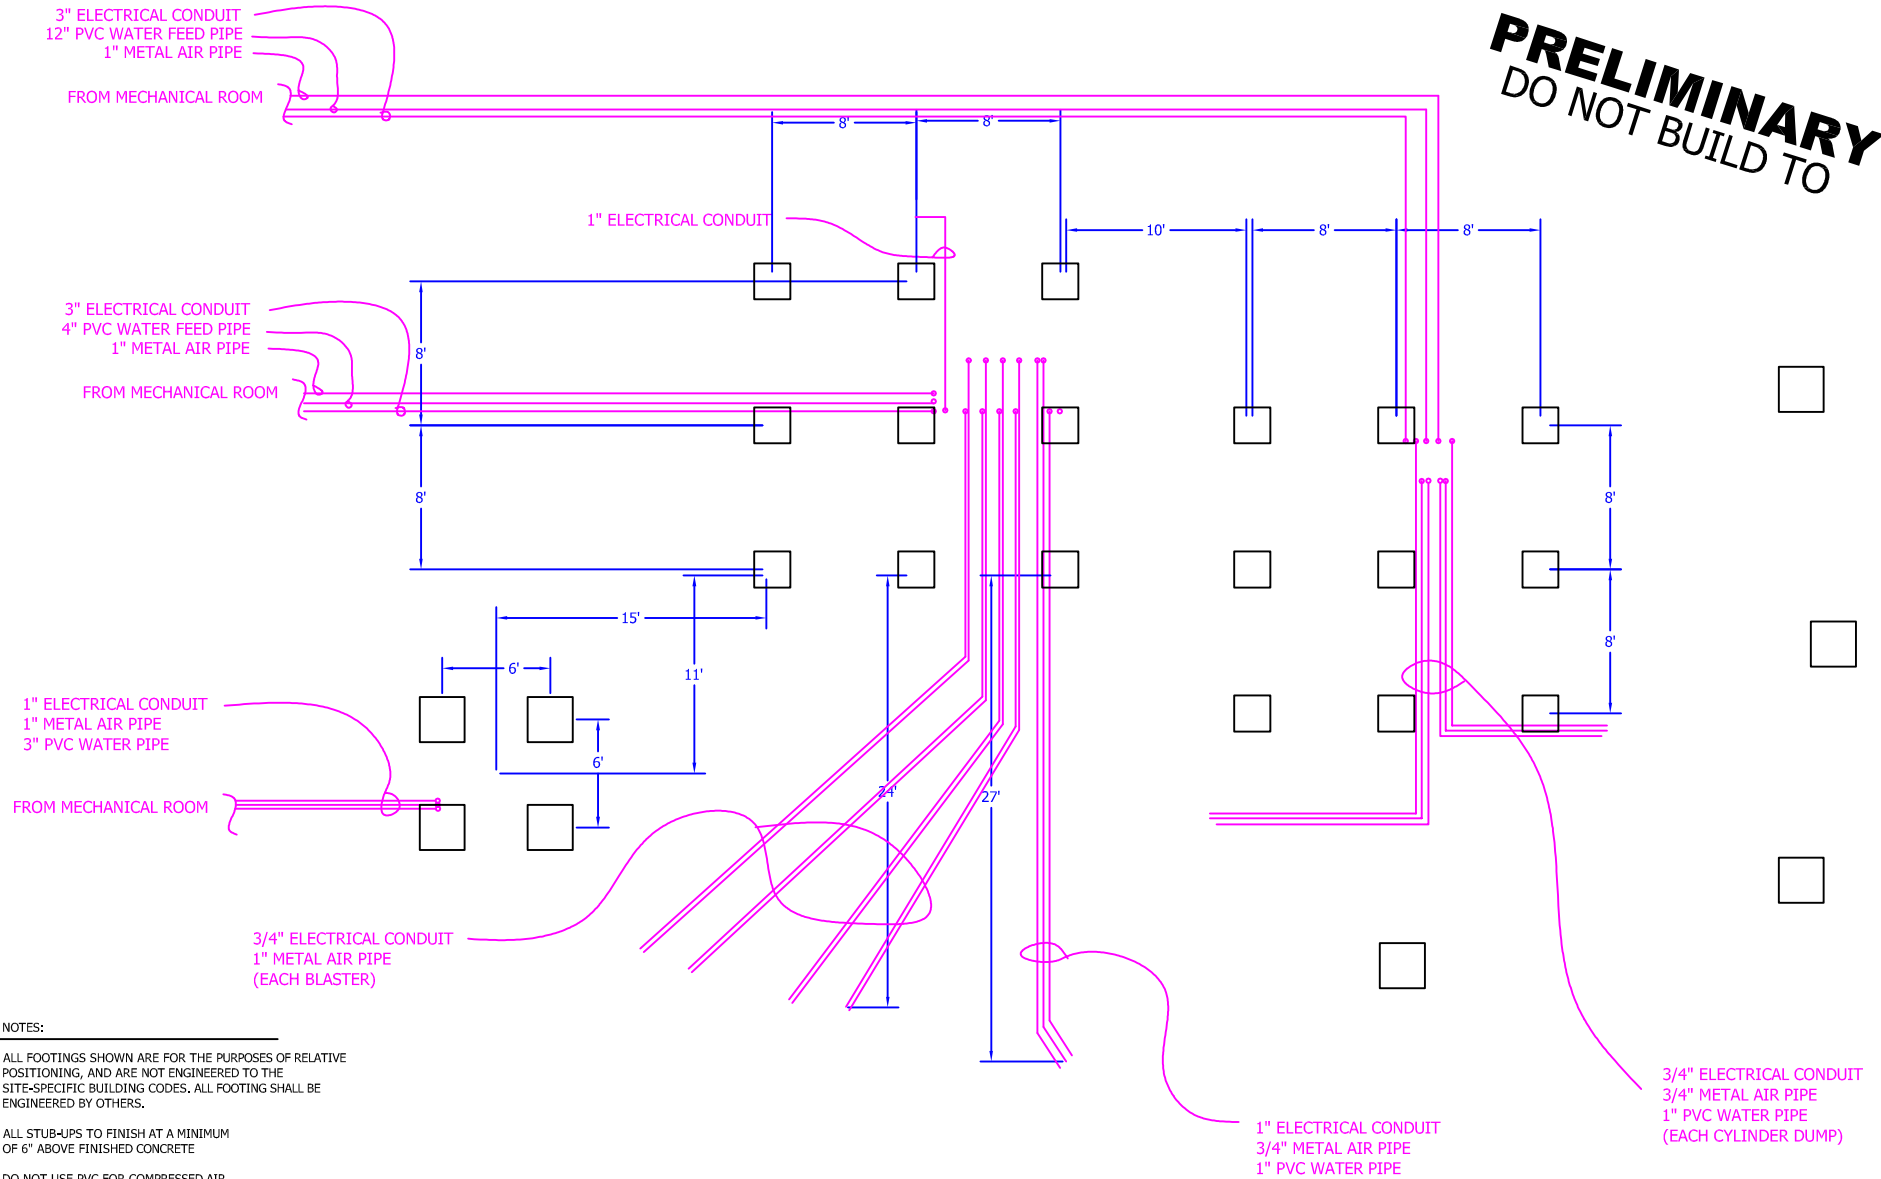 3" ELECTRICAL CONDUIT
12" PVC WATER FEED PIPE
1" METAL AIR PIPE
FROM MECHANICAL ROOM
PRELIMINARY
DO NOT BUILD TO
8'
8'
1" ELECTRICAL CONDUIT
10'
8'
8'
3" ELECTRICAL CONDUIT
4" PVC WATER FEED PIPE
1" METAL AIR PIPE
FROM MECHANICAL ROOM
8'
8'
8'
8'
15'
6'
11'
6'
24'
27'
1" ELECTRICAL CONDUIT
1" METAL AIR PIPE
3" PVC WATER PIPE
FROM MECHANICAL ROOM
3/4" ELECTRICAL CONDUIT
1" METAL AIR PIPE
(EACH BLASTER)
1" ELECTRICAL CONDUIT
3/4" METAL AIR PIPE
1" PVC WATER PIPE
3/4" ELECTRICAL CONDUIT
3/4" METAL AIR PIPE
1" PVC WATER PIPE
(EACH CYLINDER DUMP)
NOTES:
ALL FOOTINGS SHOWN ARE FOR THE PURPOSES OF RELATIVE
POSITIONING, AND ARE NOT ENGINEERED TO THE
SITE-SPECIFIC BUILDING CODES. ALL FOOTING SHALL BE
ENGINEERED BY OTHERS.
ALL STUB-UPS TO FINISH AT A MINIMUM
OF 6" ABOVE FINISHED CONCRETE
DO NOT USE PVC FOR COMPRESSED AIR